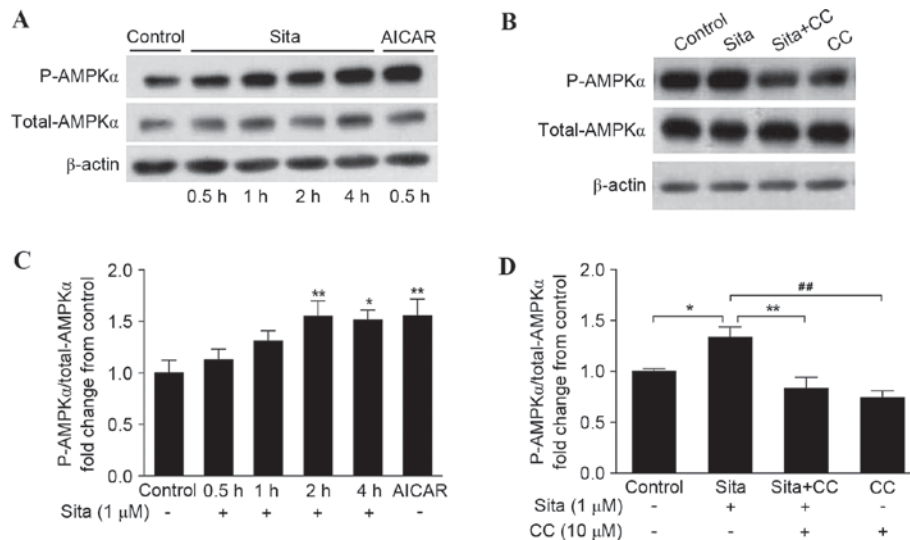 A
Control Sita AICAR
P-AMPKα
Total-AMPKα
β-actin
0.5 h 1 h 2 h 4 h 0.5 h
B
Control Sita Sita+CC CC
P-AMPKα
Total-AMPKα
β-actin
C
P-AMPKα/total-AMPKα
fold change from control
2.0
1.5
1.0
0.5
0.0
** * **
Control 0.5 h 1 h 2 h 4 h AICAR
Sita (1 μM) - + + + + -
D
P-AMPKα/total-AMPKα
fold change from control
2.0
1.5
1.0
0.5
0.0
##
* **
Control Sita Sita+CC CC
Sita (1 μM) - + + -
CC (10 μM) - - + +